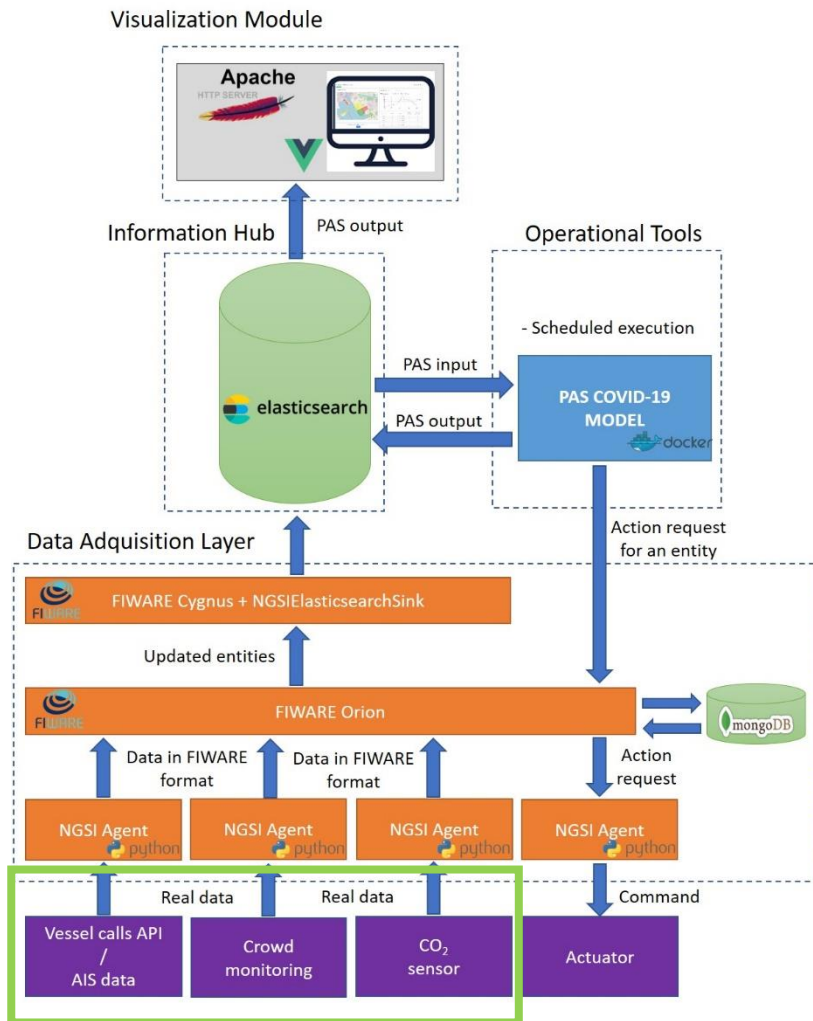 Visualization Module
Apache
HTTP SERVER
PAS output
Information Hub
Operational Tools
- Scheduled execution
PAS input
elasticsearch
PAS COVID-19
MODEL
PAS output
docker
Data Adquisition Layer
Action request
for an entity
FIWARE
FIWARE Cygnus + NGSIElasticsearchSink
Updated entities
FIWARE
FIWARE Orion
mongoDB
Data in FIWARE
format
Data in FIWARE
format
Action
request
NGSI Agent
python
NGSI Agent
python
NGSI Agent
python
NGSI Agent
python
Real data
Real data
Command
Vessel calls API
/
AIS data
Crowd
monitoring
CO₂
sensor
Actuator